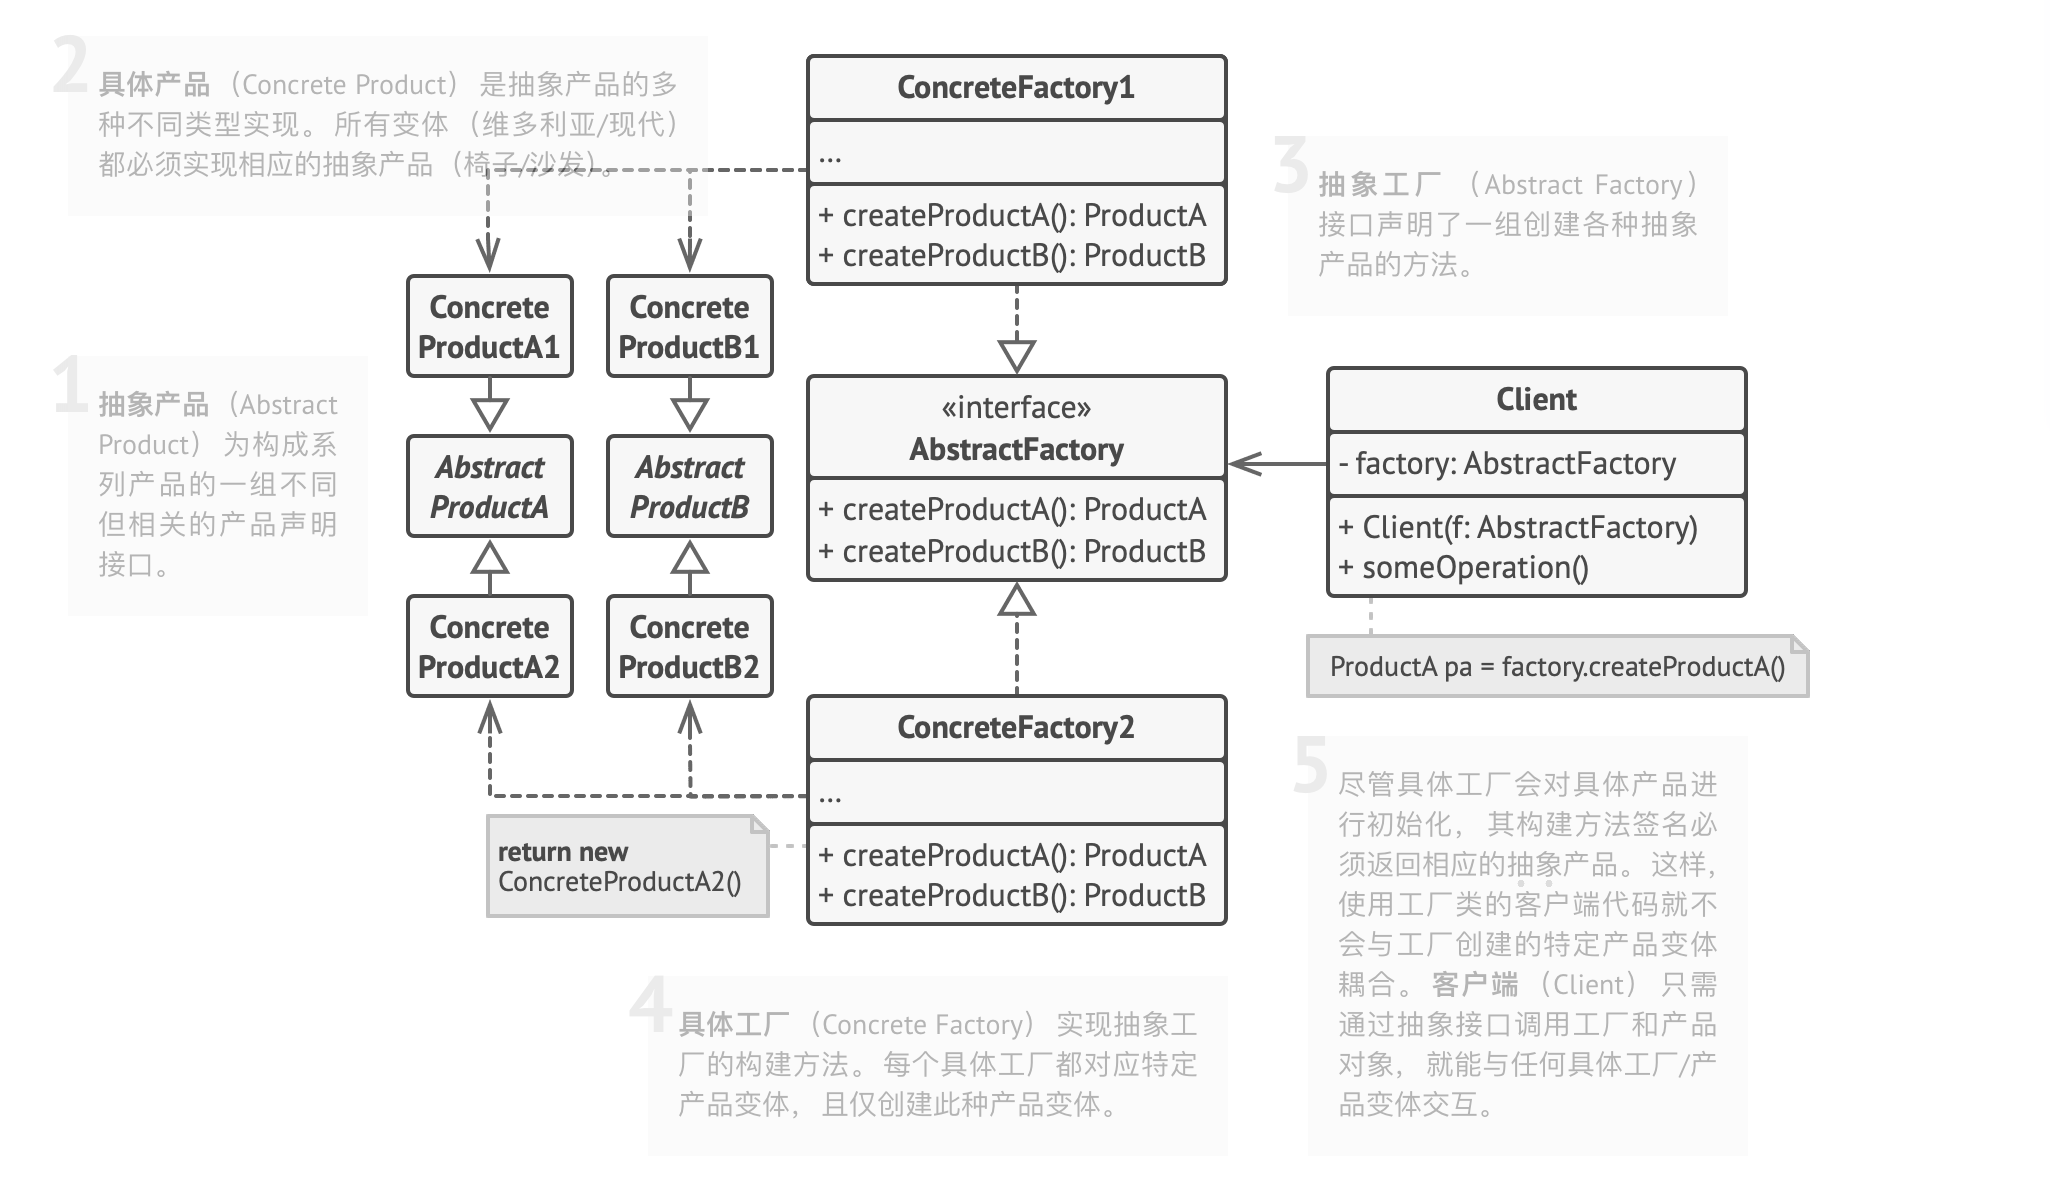 2
具体产品 （Concrete Product） 是抽象产品的多
种不同类型实现。 所有变体 （维多利亚/现代）
都必须实现相应的抽象产品 （椅子/沙发）。
ConcreteFactory1
...
+ createProductA(): ProductA
+ createProductB(): ProductB
3
抽象工厂 （Abstract Factory）
接口声明了一组创建各种抽象
产品的方法。
Concrete
ProductA1
Concrete
ProductB1
1
抽象产品 （Abstract
Product） 为构成系
列产品的一组不同
但相关的产品声明
接口。
Abstract
ProductA
Abstract
ProductB
«interface»
AbstractFactory
+ createProductA(): ProductA
+ createProductB(): ProductB
Client
- factory: AbstractFactory
+ Client(f: AbstractFactory)
+ someOperation()
ProductA pa = factory.createProductA()
Concrete
ProductA2
Concrete
ProductB2
ConcreteFactory2
...
+ createProductA(): ProductA
+ createProductB(): ProductB
return new
ConcreteProductA2()
4
具体工厂 （Concrete Factory） 实现抽象工
厂的构建方法。 每个具体工厂都对应特定
产品变体， 且仅创建此种产品变体。
5
尽管具体工厂会对具体产品进
行初始化， 其构建方法签名必
须返回相应的抽象产品。 这样，
使用工厂类的客户端代码就不
会与工厂创建的特定产品变体
耦合。 客户端 （Client） 只需
通过抽象接口调用工厂和产品
对象， 就能与任何具体工厂/产
品变体交互。